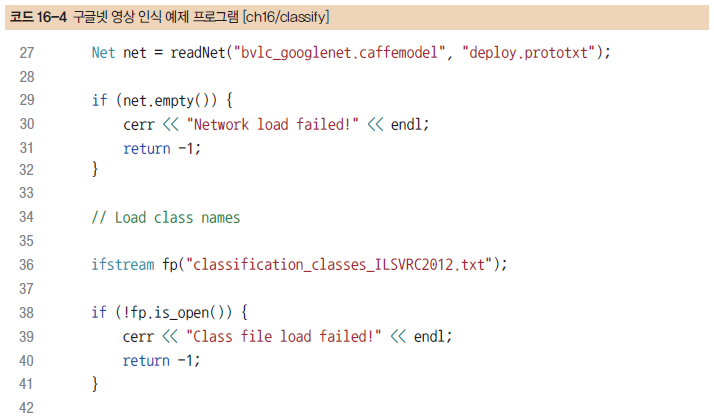 코드 16-4 구글넷 영상 인식 예제 프로그램 [ch16/classify]
27 Net net = readNet("bvlc_googlenet.caffemodel", "deploy.prototxt");
28
29 if (net.empty()) {
30 cerr << "Network load failed!" << endl;
31 return -1;
32 }
33
34 // Load class names
35
36 ifstream fp("classification_classes_ILSVRC2012.txt");
37
38 if (!fp.is_open()) {
39 cerr << "Class file load failed!" << endl;
40 return -1;
41 }
42